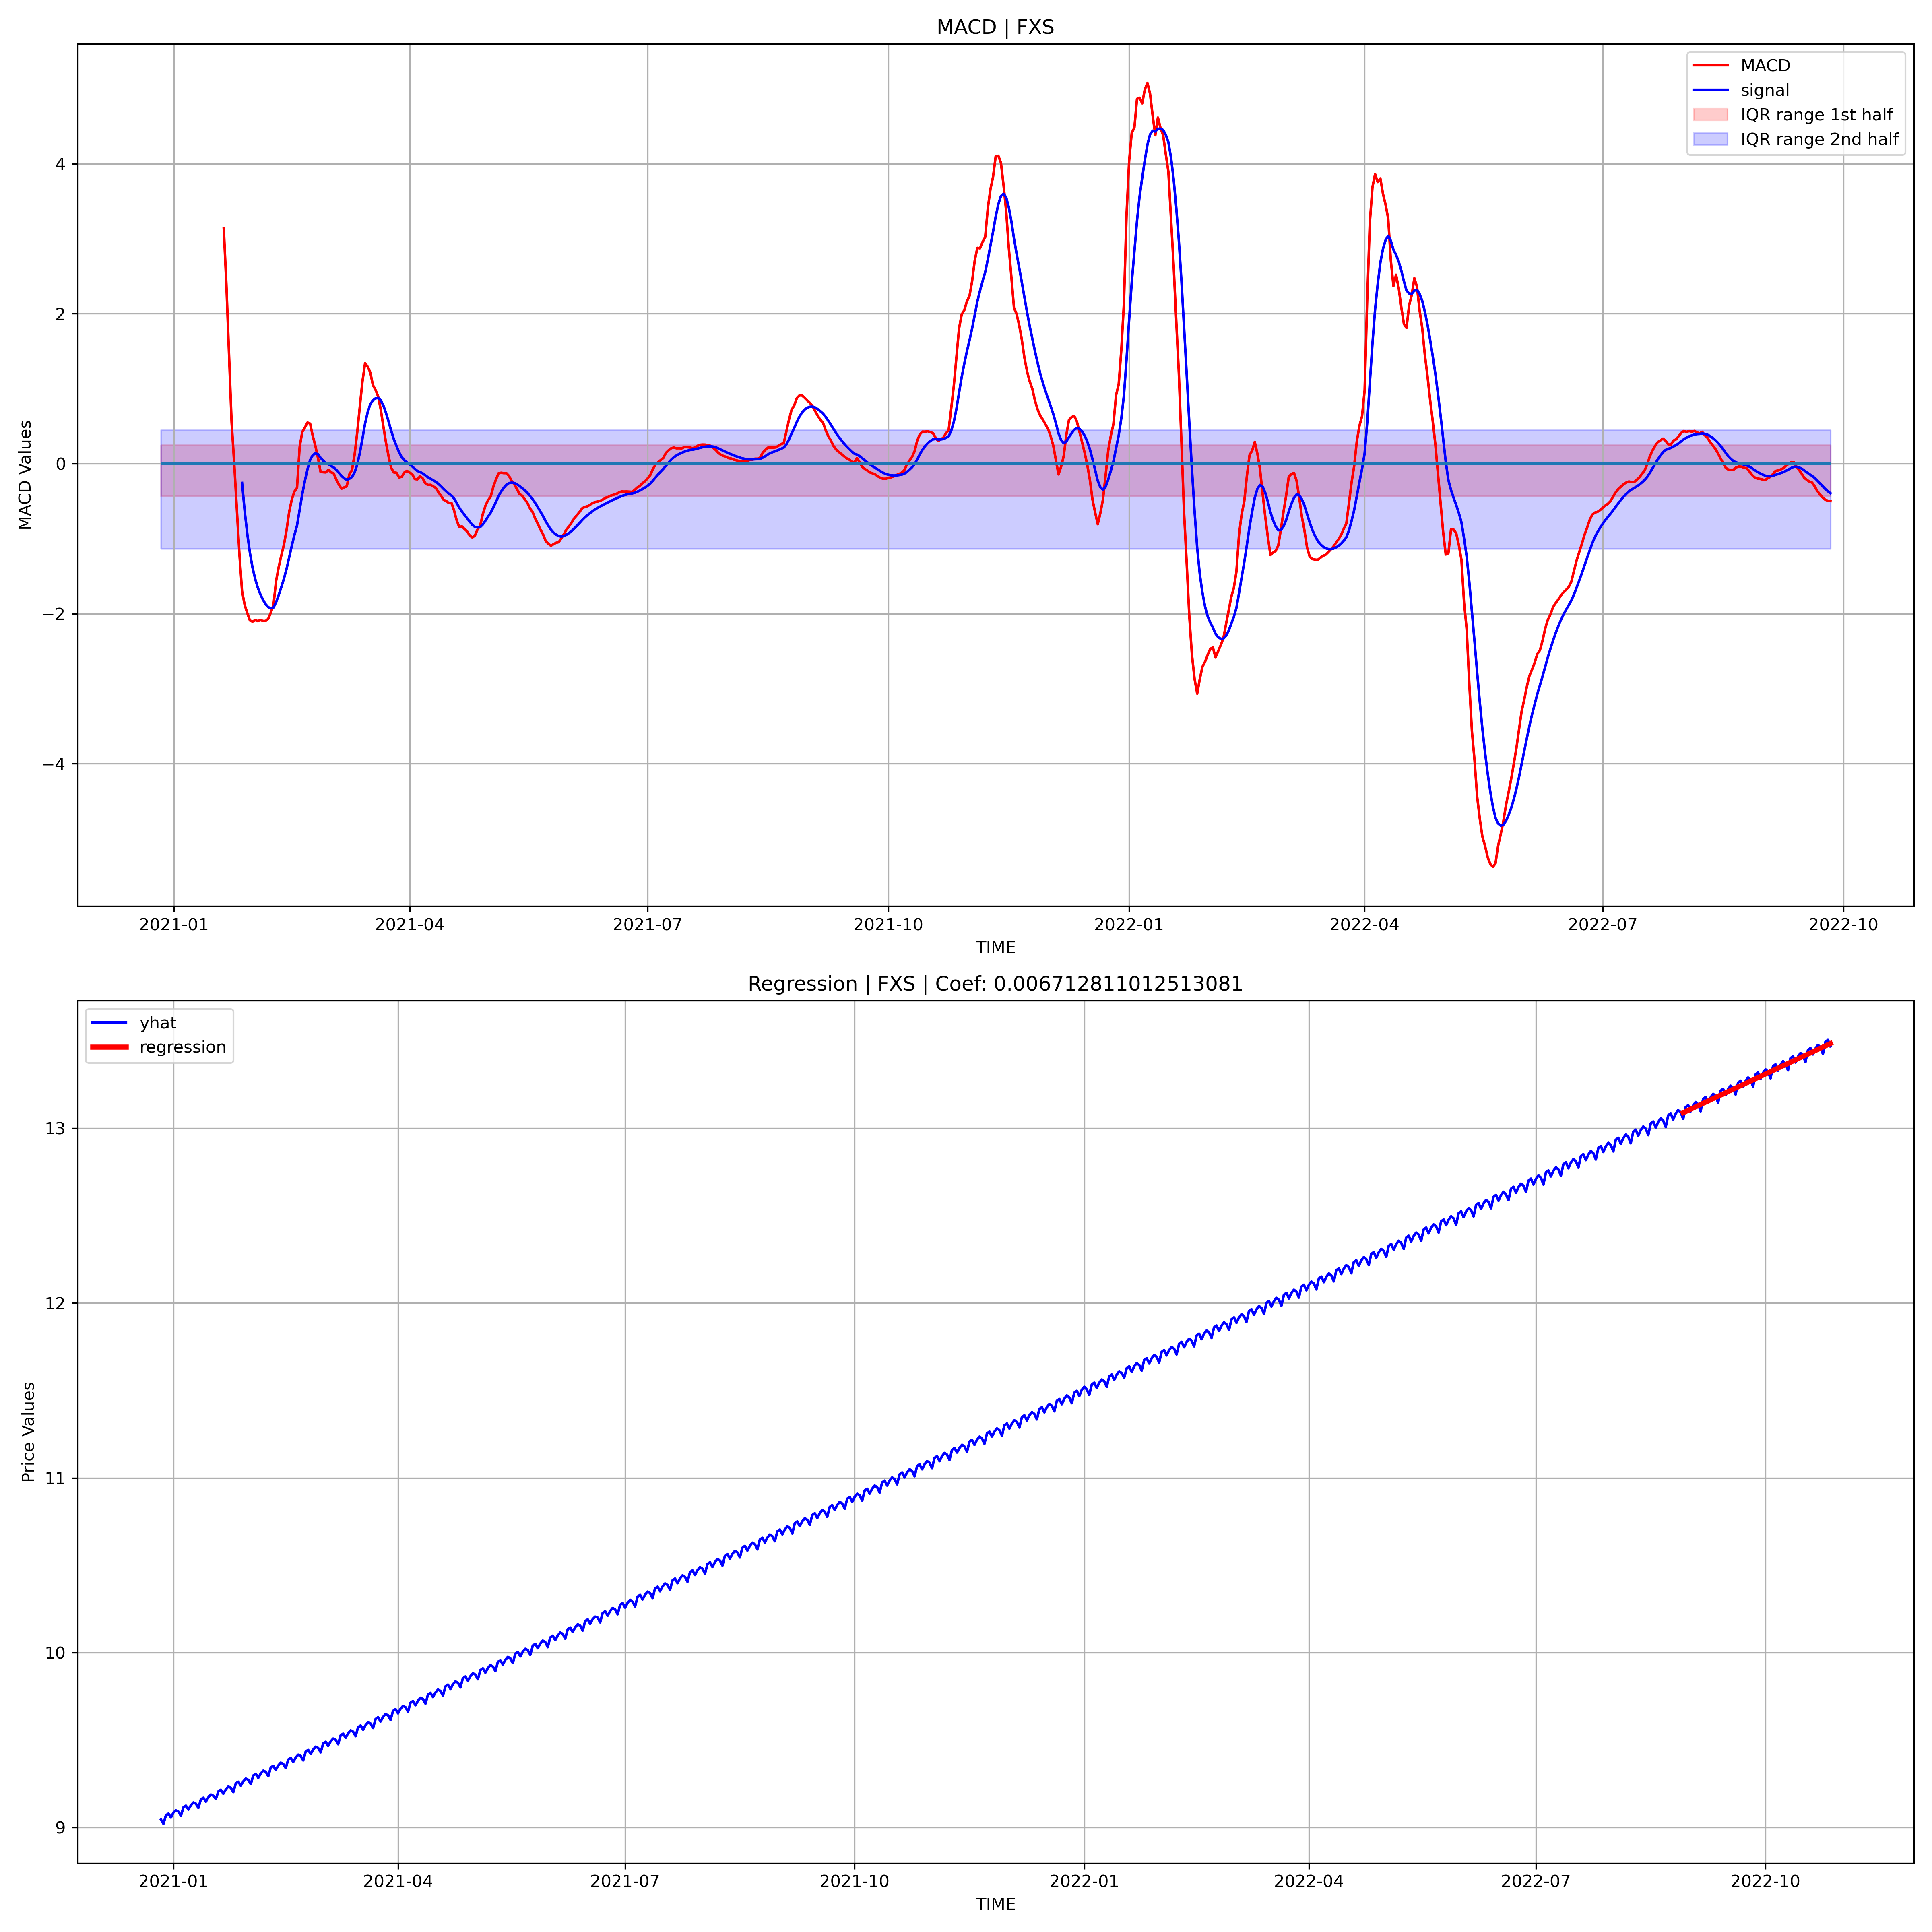 MACD | FXS
MACD
signal
IQR range 1st half
IQR range 2nd half
MACD Values
4
2
0
−2
−4
2021-01 2021-04 2021-07 2021-10 2022-01 2022-04 2022-07 2022-10
TIME
Regression | FXS | Coef: 0.006712811012513081
yhat
regression
Price Values
13
12
11
10
9
2021-01 2021-04 2021-07 2021-10 2022-01 2022-04 2022-07 2022-10
TIME